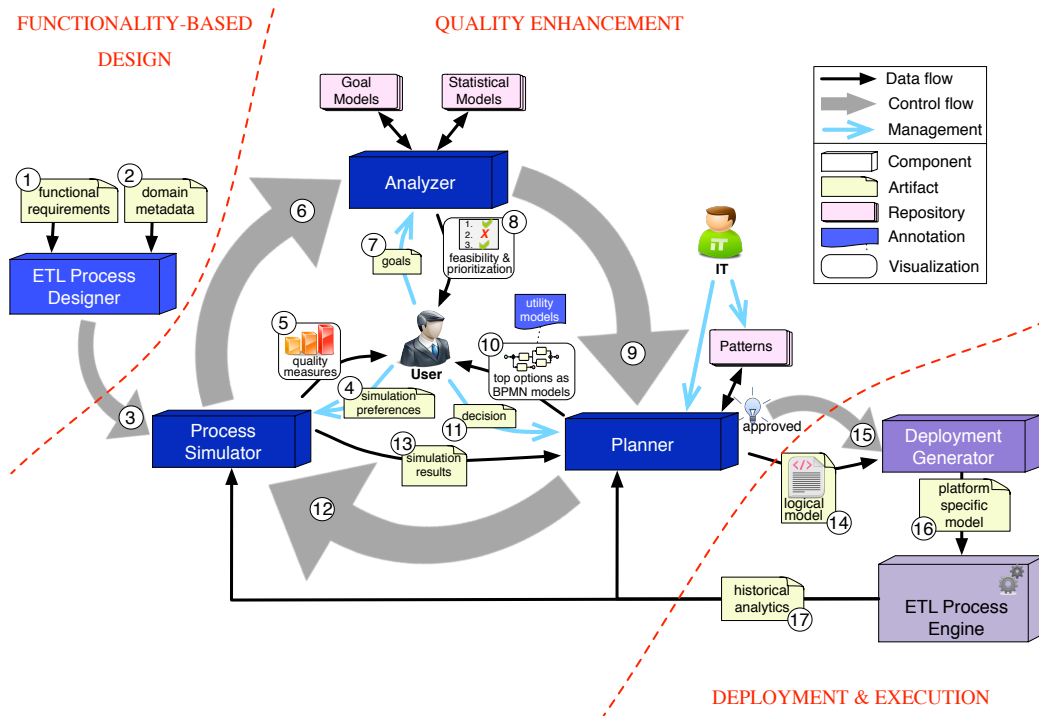 FUNCTIONALITY-BASED
DESIGN
QUALITY ENHANCEMENT
Goal
Models
Statistical
Models
Data flow
Control flow
Management
Component
Artifact
Repository
Annotation
Visualization
1
functional
requirements
2
domain
metadata
ETL Process
Designer
3
Analyzer
6
7
goals
8
1.
2. X
3.
feasibility &
prioritization
IT
IT
utility
models
5
quality
measures
User
10
top options as
BPMN models
9
Patterns
4
simulation
preferences
decision
11
Process
Simulator
13
simulation
results
Planner
approved
15
Deployment
Generator
12
</>
logical
model
14
platform
specific
model
16
historical
analytics
17
ETL Process
Engine
DEPLOYMENT & EXECUTION